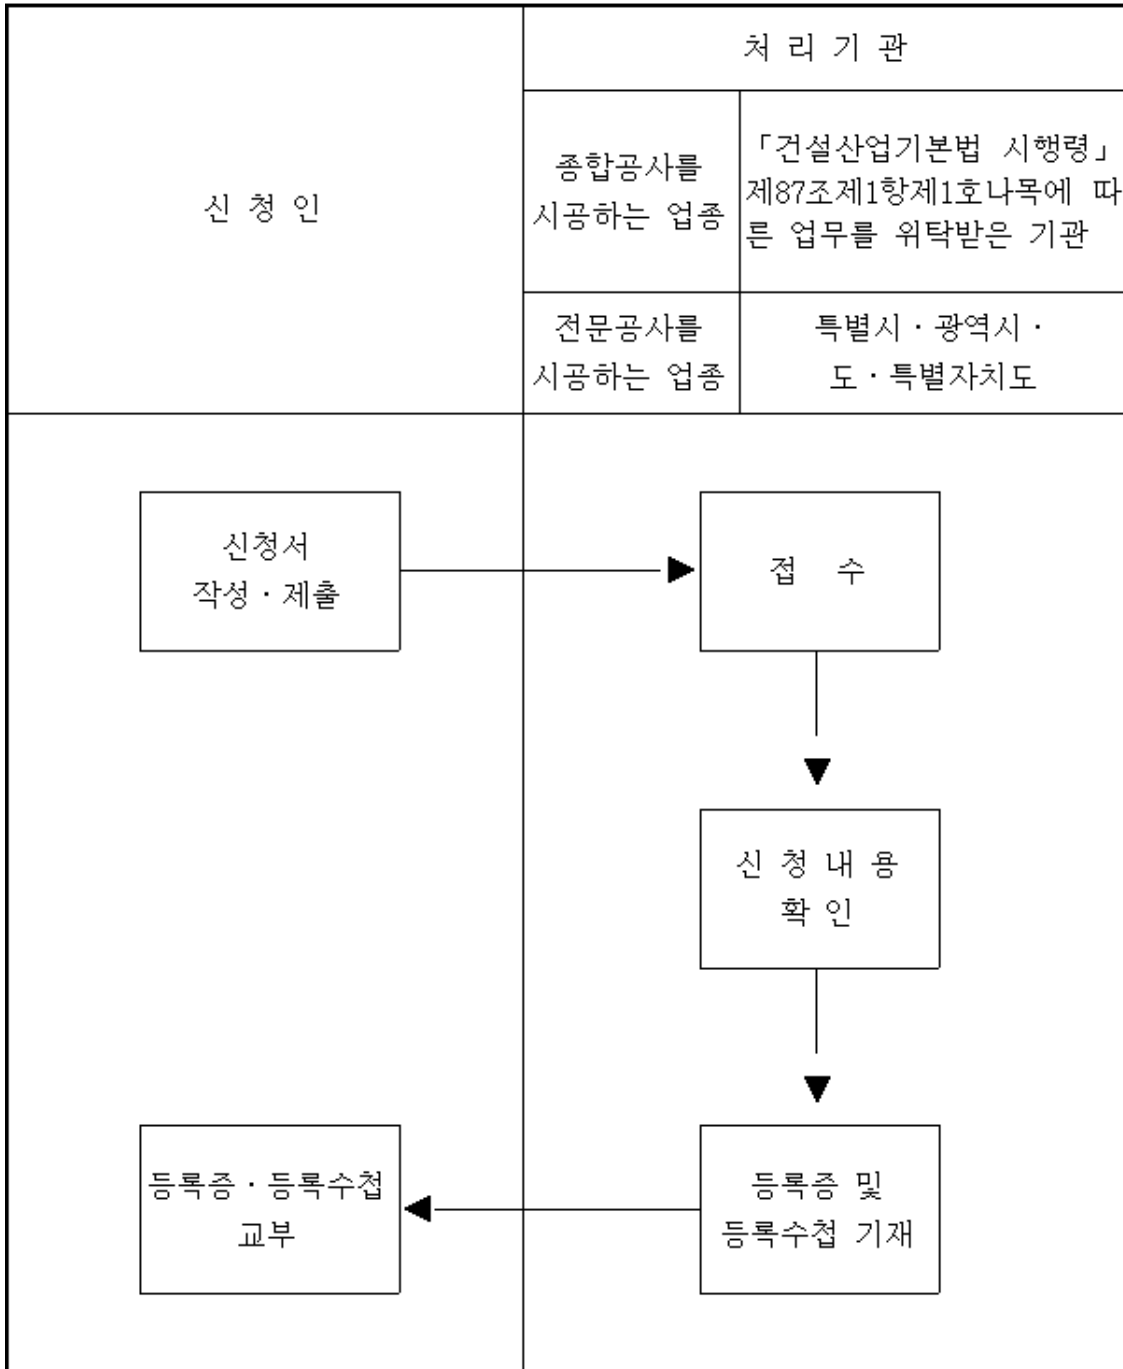 신 청 인
처 리 기 관
종합공사를
시공하는 업종
「건설산업기본법 시행령」
제87조제1항제1호나목에 따
른 업무를 위탁받은 기관
전문공사를
시공하는 업종
특별시·광역시·
도·특별자치도
신청서
작성·제출
접 수
신 청 내 용
확 인
등록증 및
등록수첩 기재
등록증·등록수첩
교부